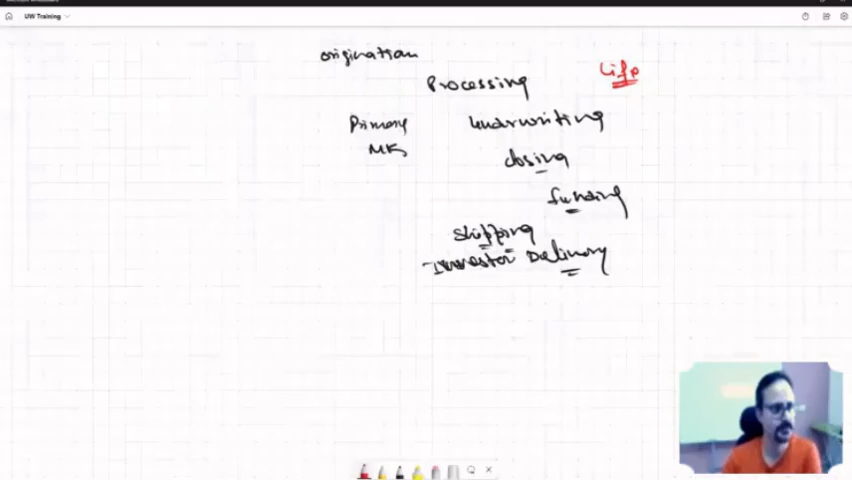 UW Training
origination
Processing
Life
Primary
MK
Underwriting
closing
funding
Shipping
Investor Delivery